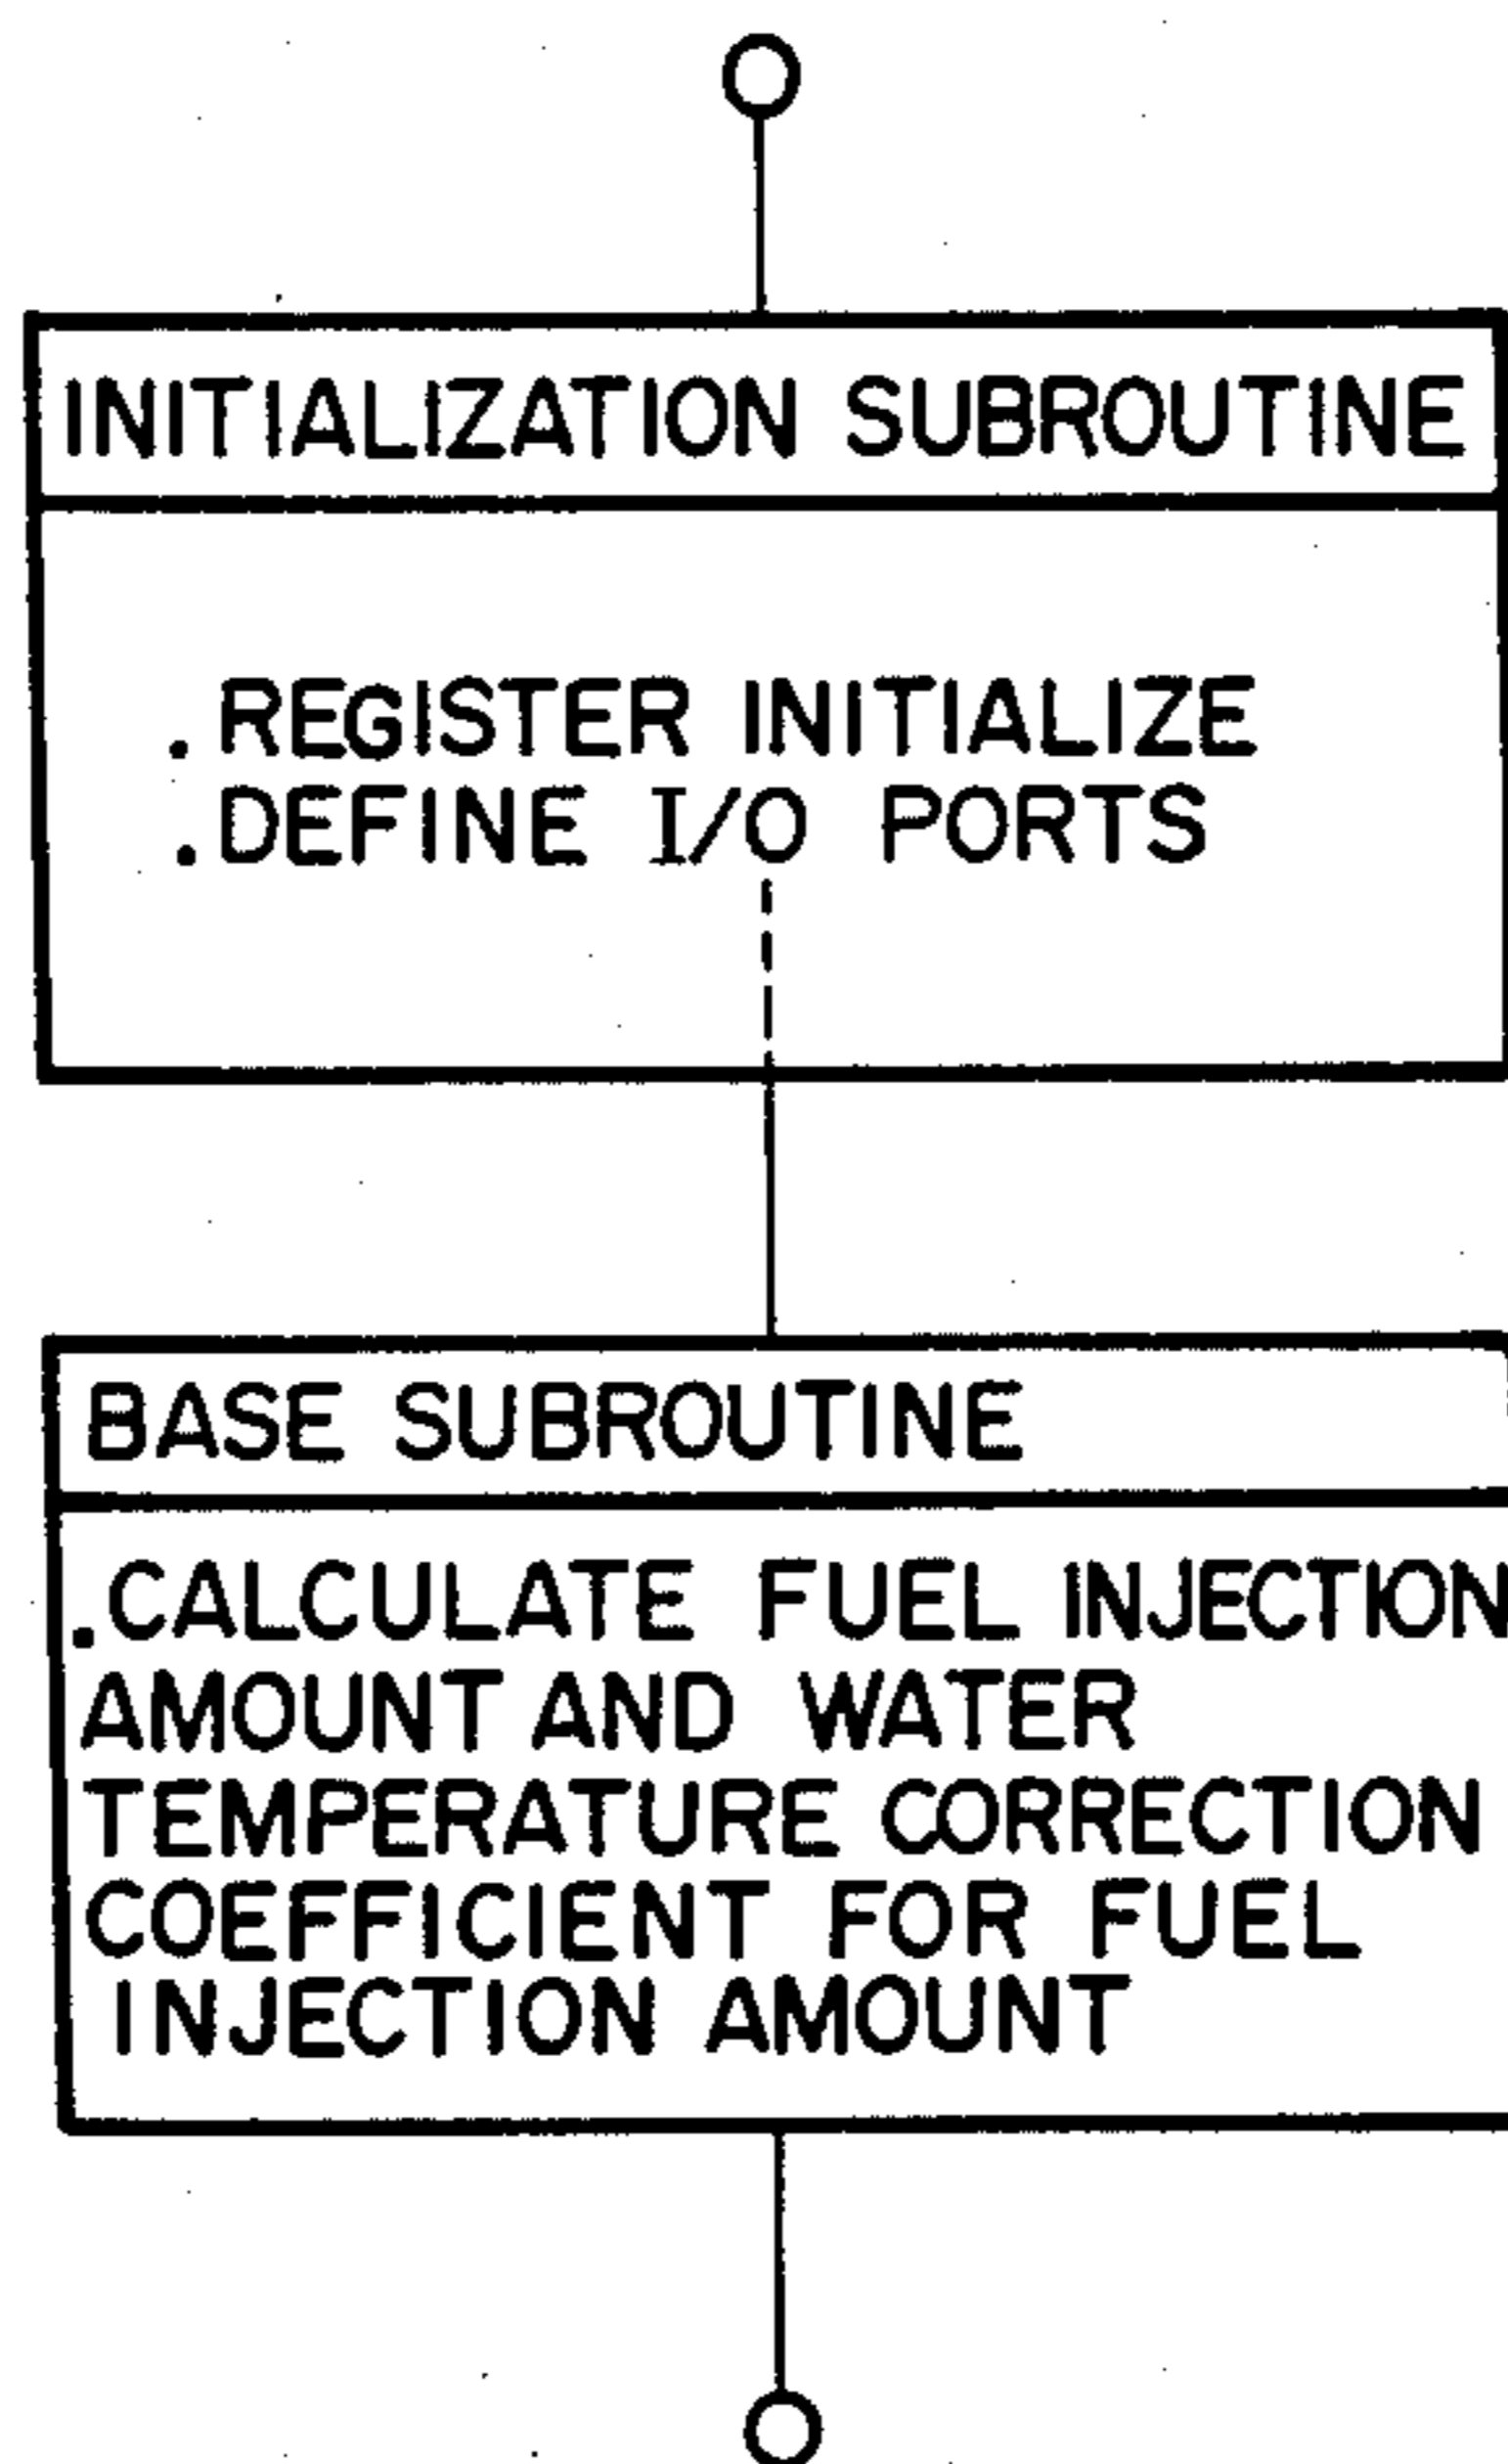 INITIALIZATION SUBROUTINE
.REGISTER INITIALIZE
.DEFINE I/O PORTS
BASE SUBROUTINE
.CALCULATE FUEL INJECTION
AMOUNT AND WATER
TEMPERATURE CORRECTION
COEFFICIENT FOR FUEL
INJECTION AMOUNT